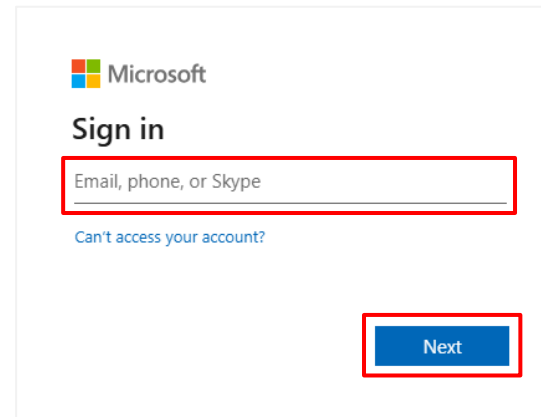 Microsoft
Sign in
Email, phone, or Skype
Can't access your account?
Next